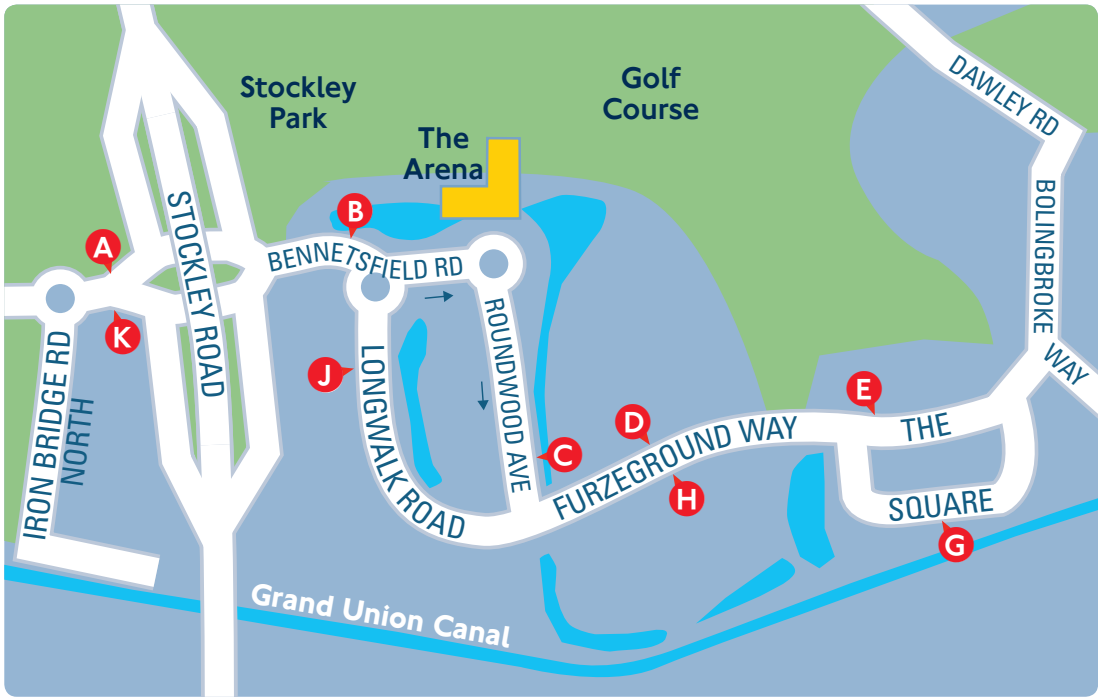 Stockley
Park
Golf
Course
DAWLEY RD
The
Arena
BOLINGBROKE
WAY
STOCKLEY ROAD
B
A
BENNETSFIELD RD
K
IRON BRIDGE RD
NORTH
J
LONGWALK ROAD
ROUNDWOOD AVE
E
D
THE
C
FURZEGROUND WAY
H
SQUARE
G
Grand Union Canal